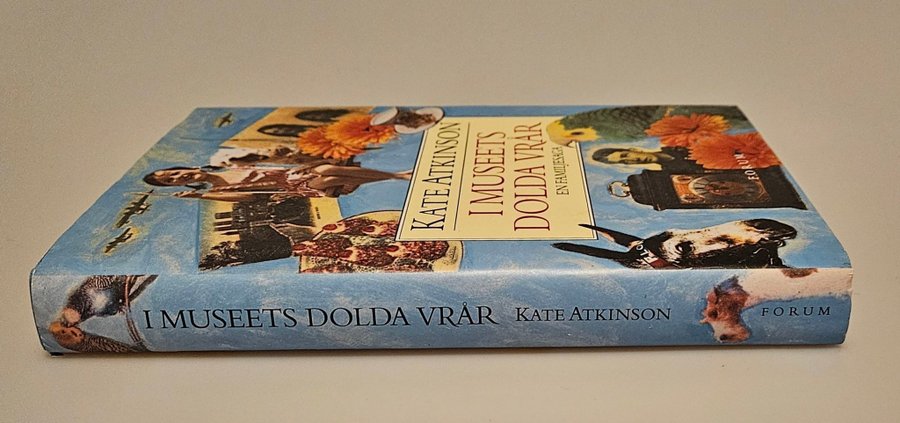 KATE ATKINSON
I MUSEETS
DOLDA VRÅR
EN FAMILJESAGA
FORUM
I MUSEETS DOLDA VRÅR KATE ATKINSON FORUM